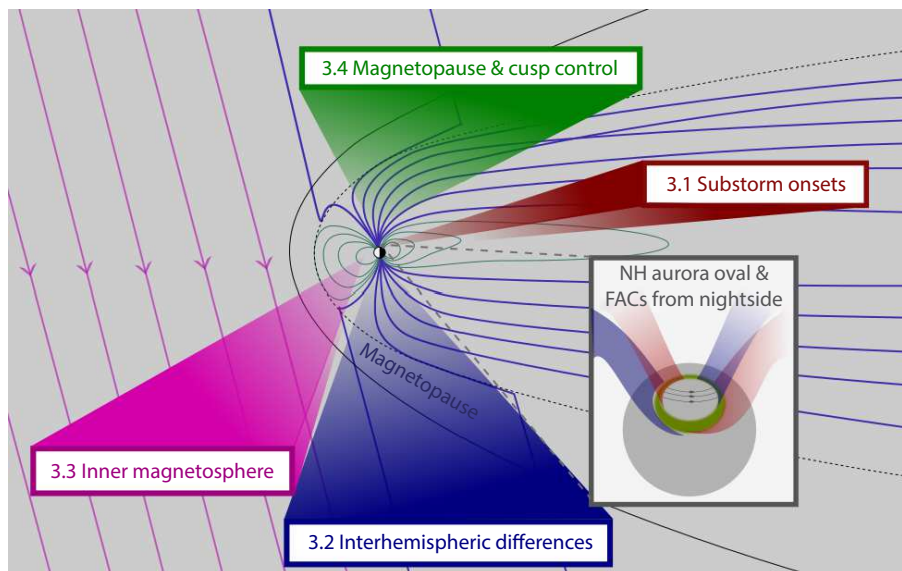 3.4 Magnetopause & cusp control
3.1 Substorm onsets
NH aurora oval &
FACs from nightside
Magnetopause
3.3 Inner magnetosphere
3.2 Interhemispheric differences